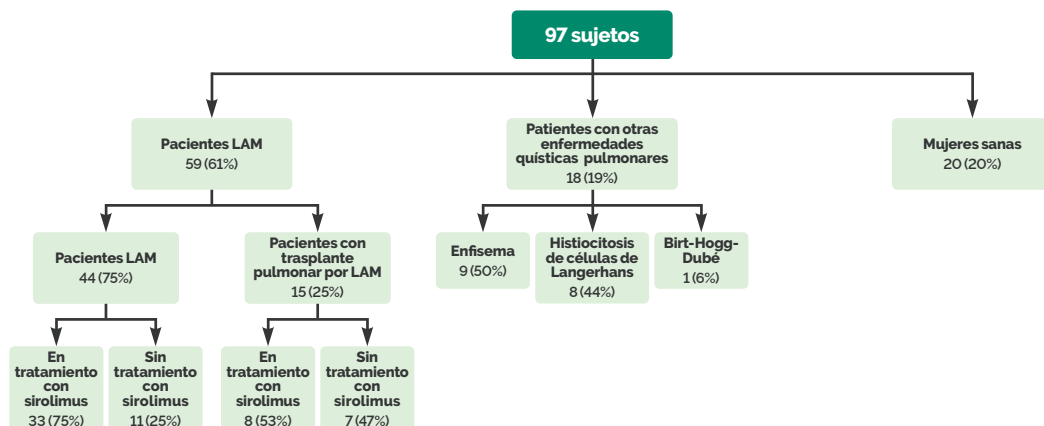 97 sujetos
Pacientes LAM
59 (61%)
Patientes con otras
enfermedades
quísticas pulmonares
18 (19%)
Mujeres sanas
20 (20%)
Pacientes LAM
44 (75%)
Pacientes con
trasplante
pulmonar por LAM
15 (25%)
Enfisema
9 (50%)
Histiocitosis
de células de
Langerhans
8 (44%)
Birt-Hogg-
Dubé
1 (6%)
En
tratamiento
con
sirolimus
33 (75%)
Sin
tratamiento
con
sirolimus
11 (25%)
En
tratamiento
con
sirolimus
8 (53%)
Sin
tratamiento
con
sirolimus
7 (47%)